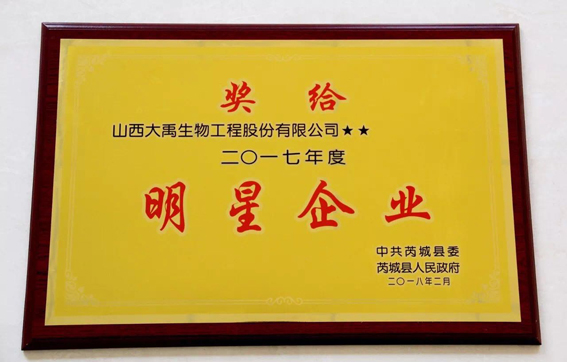 奖给
山西大禹生物工程股份有限公司★★
二〇一七年度
明星企业
中共芮城县委
芮城县人民政府
二〇一八年二月